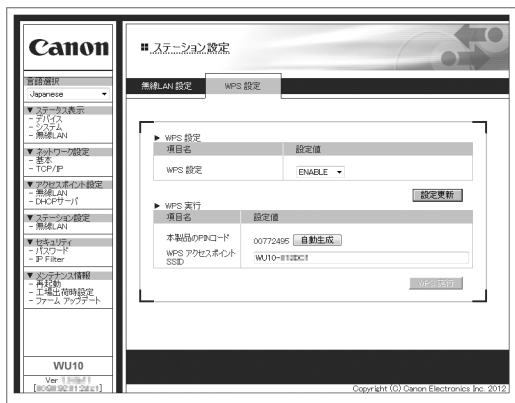 Canon
言語選択
Japanese
▼ ステータス表示
- デバイス
- システム
- 無線LAN
▼ ネットワーク設定
- 基本
- TCP/IP
▼ アクセスポイント設定
- 無線LAN
- DHCPサーバ
▼ ステーション設定
- 無線LAN
▼ セキュリティ
- パスワード
- IP Filter
▼ メンテナンス情報
- 再起動
- 工場出荷時設定
- ファーム アップデート
WU10
Ver
ステーション設定
無線LAN 設定 WPS 設定
▶ WPS 設定
項目名 設定値
WPS 設定 ENABLE
設定更新
▶ WPS 実行
項目名 設定値
本製品のPINコード 00772495 自動生成
WPS アクセスポイント SSID WU10-
WPS 実行
Copyright (C) Canon Electronics Inc. 2012